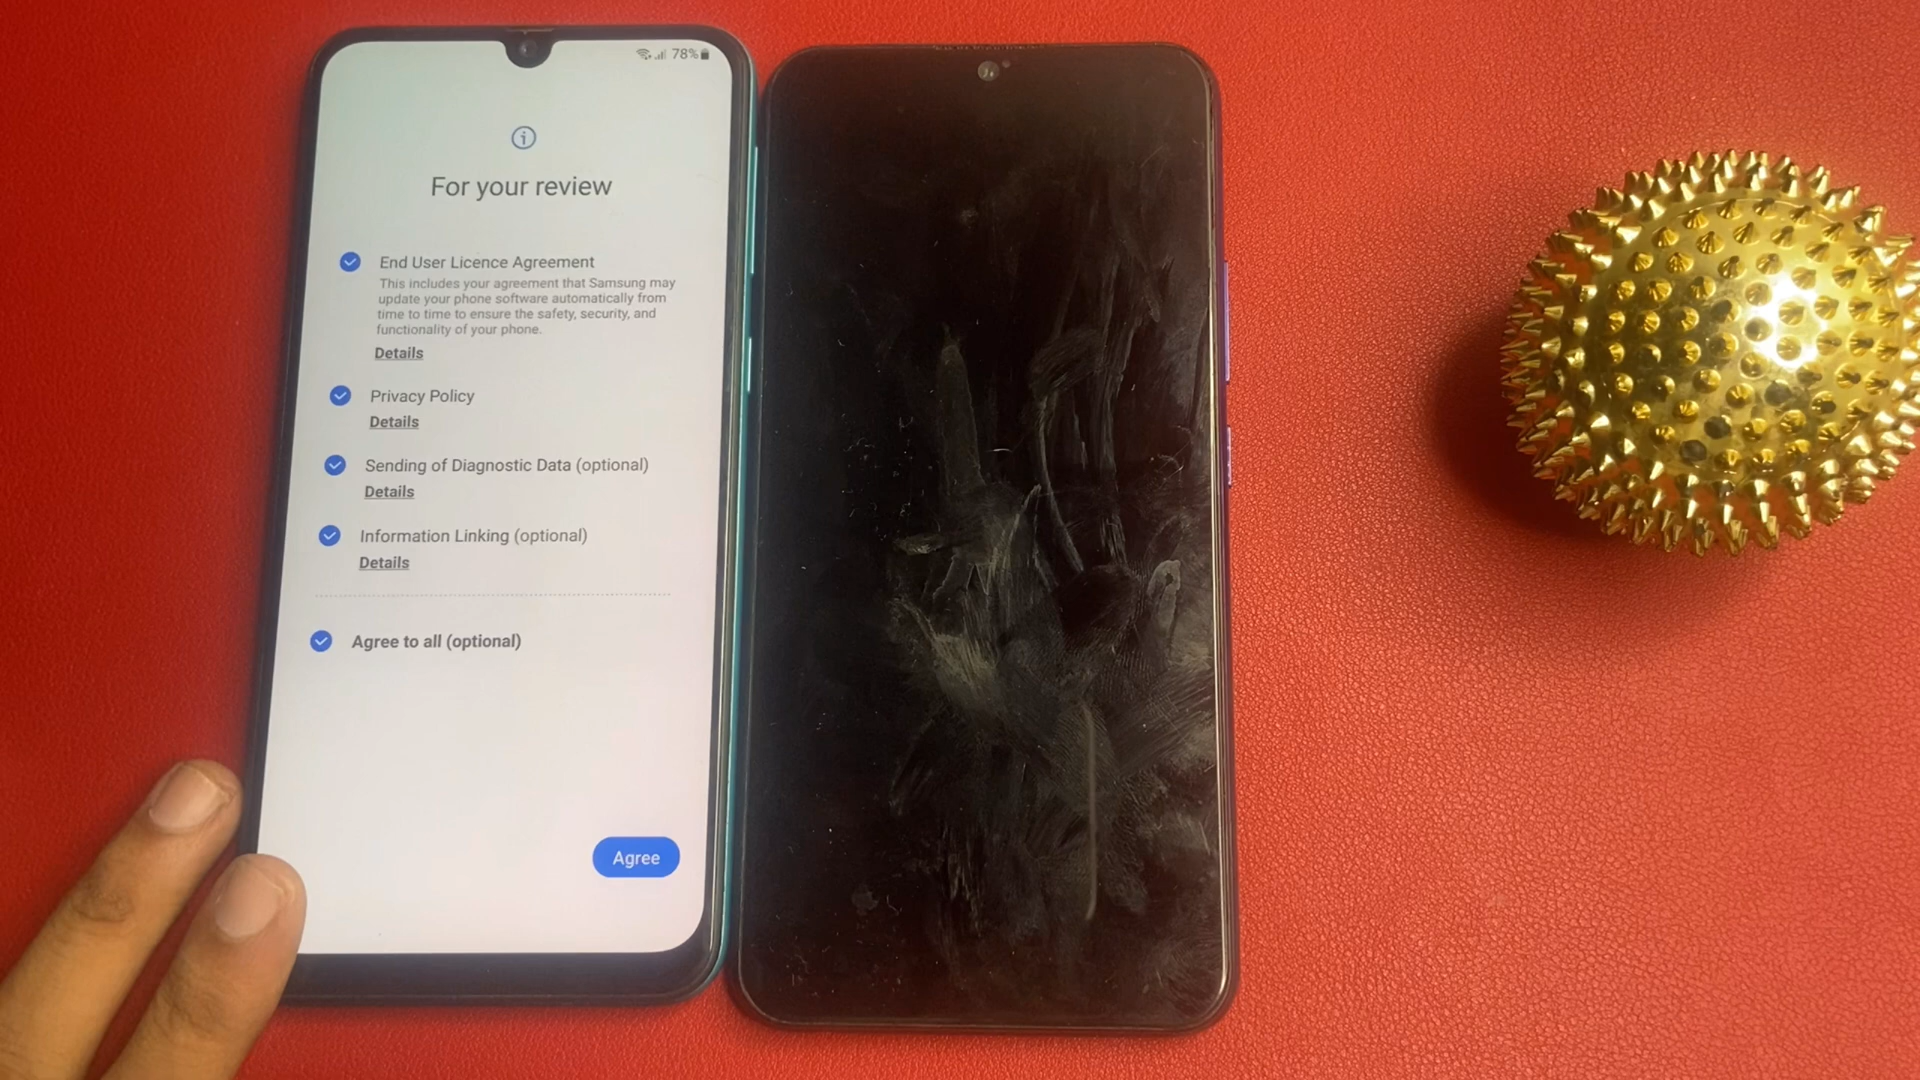 78%
For your review
End User Licence Agreement
This includes your agreement that Samsung may
update your phone software automatically from
time to time to ensure the safety, security, and
functionality of your phone.
Details
Privacy Policy
Details
Sending of Diagnostic Data (optional)
Details
Information Linking (optional)
Details
Agree to all (optional)
Agree